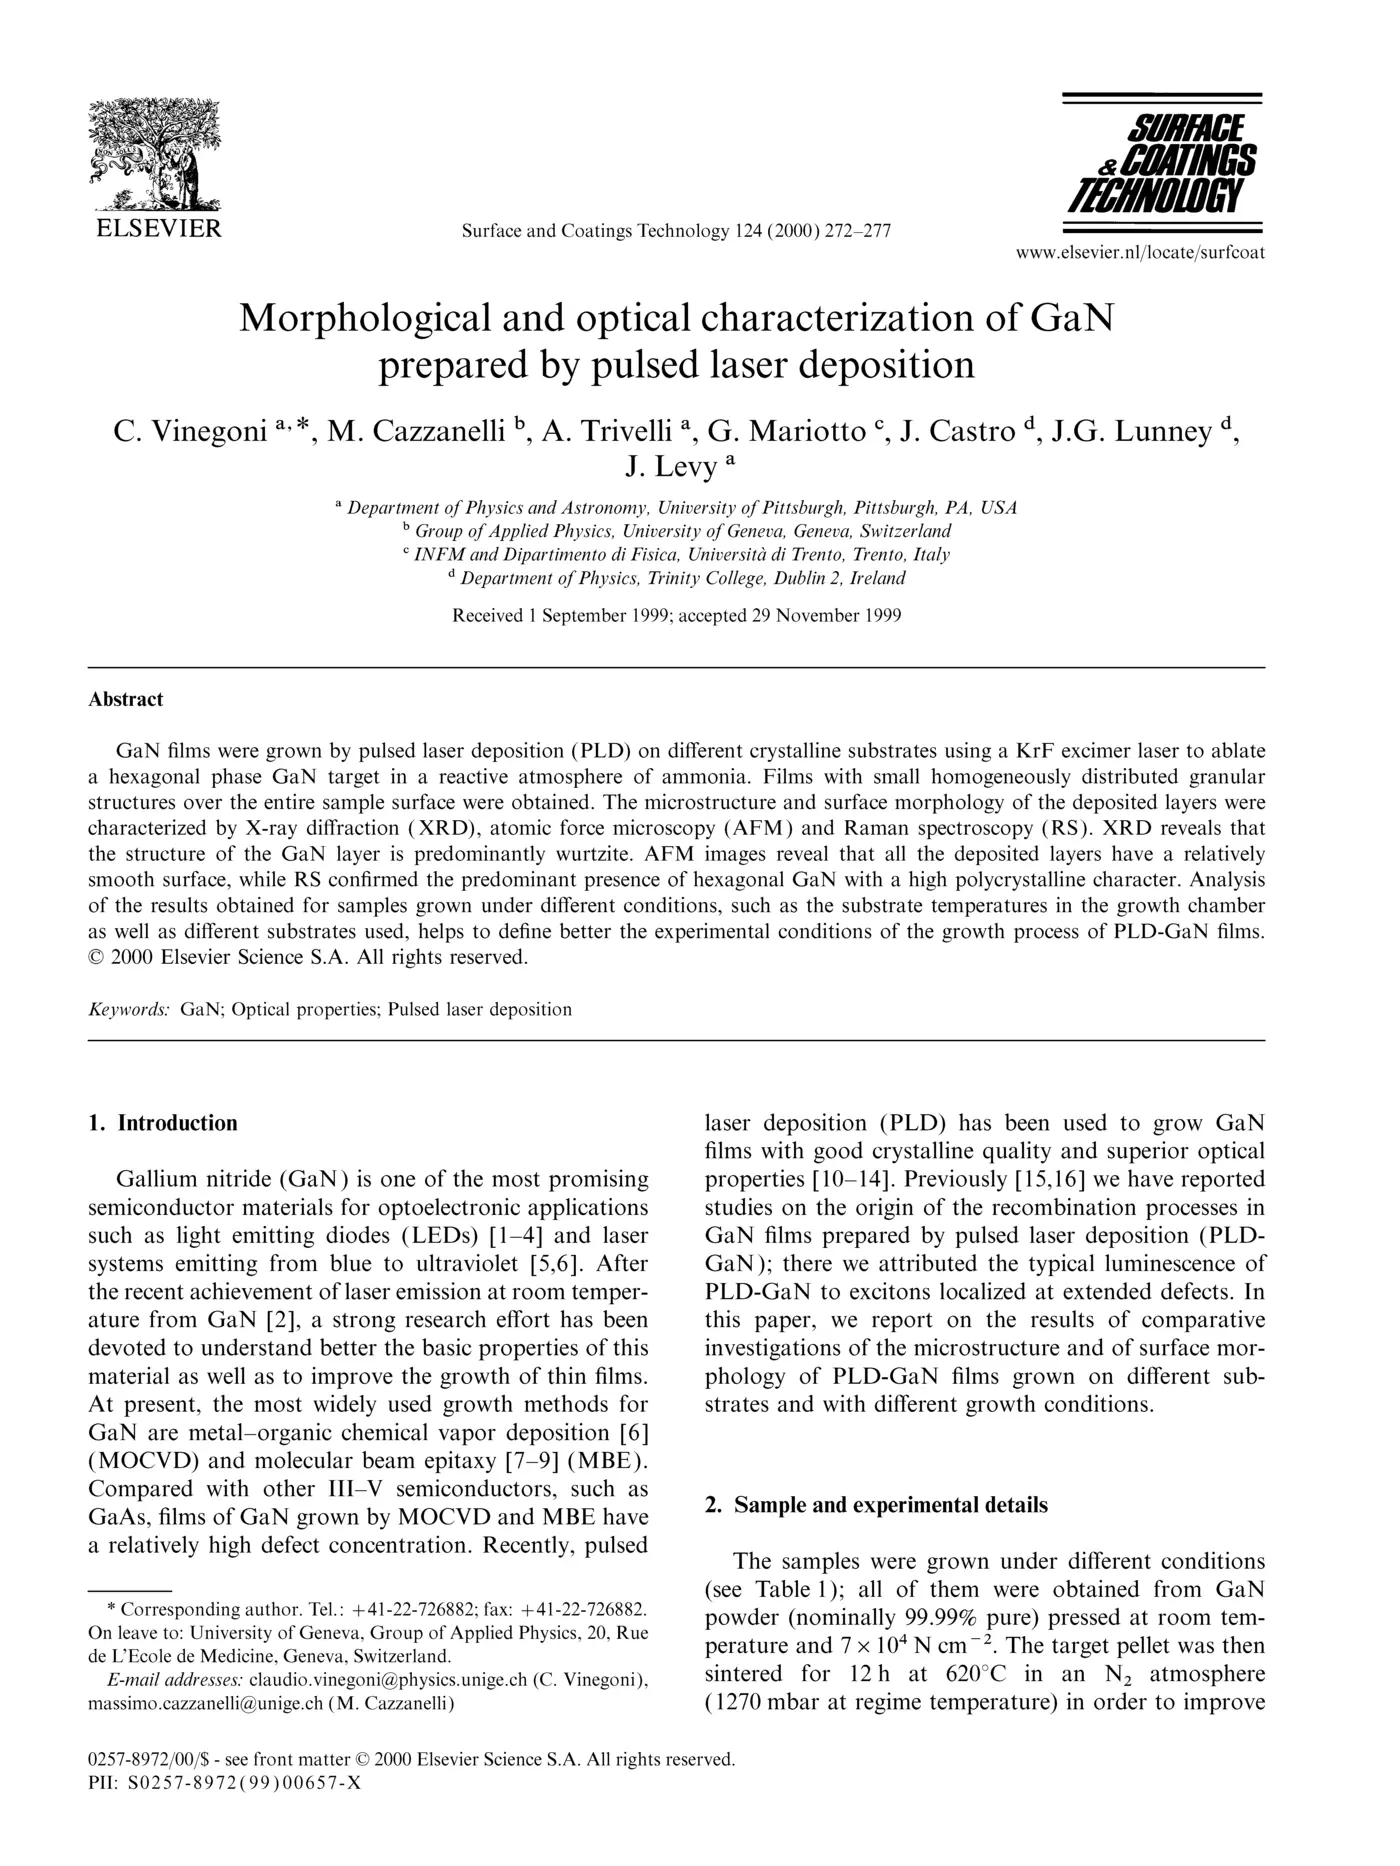 ELSEVIER
Surface and Coatings Technology 124 (2000) 272–277
SURFACE
& COATINGS
TECHNOLOGY
www.elsevier.nl/locate/surfcoat
Morphological and optical characterization of GaN
prepared by pulsed laser deposition
C. Vinegoni a,*, M. Cazzanelli b, A. Trivelli a, G. Mariotto c, J. Castro d, J.G. Lunney d,
J. Levy a
a Department of Physics and Astronomy, University of Pittsburgh, Pittsburgh, PA, USA
b Group of Applied Physics, University of Geneva, Geneva, Switzerland
c INFM and Dipartimento di Fisica, Università di Trento, Trento, Italy
d Department of Physics, Trinity College, Dublin 2, Ireland
Received 1 September 1999; accepted 29 November 1999
Abstract
GaN films were grown by pulsed laser deposition (PLD) on different crystalline substrates using a KrF excimer laser to ablate
a hexagonal phase GaN target in a reactive atmosphere of ammonia. Films with small homogeneously distributed granular
structures over the entire sample surface were obtained. The microstructure and surface morphology of the deposited layers were
characterized by X-ray diffraction (XRD), atomic force microscopy (AFM) and Raman spectroscopy (RS). XRD reveals that
the structure of the GaN layer is predominantly wurtzite. AFM images reveal that all the deposited layers have a relatively
smooth surface, while RS confirmed the predominant presence of hexagonal GaN with a high polycrystalline character. Analysis
of the results obtained for samples grown under different conditions, such as the substrate temperatures in the growth chamber
as well as different substrates used, helps to define better the experimental conditions of the growth process of PLD-GaN films.
© 2000 Elsevier Science S.A. All rights reserved.
Keywords: GaN; Optical properties; Pulsed laser deposition
1. Introduction
Gallium nitride (GaN) is one of the most promising
semiconductor materials for optoelectronic applications
such as light emitting diodes (LEDs) [1–4] and laser
systems emitting from blue to ultraviolet [5,6]. After
the recent achievement of laser emission at room temper-
ature from GaN [2], a strong research effort has been
devoted to understand better the basic properties of this
material as well as to improve the growth of thin films.
At present, the most widely used growth methods for
GaN are metal–organic chemical vapor deposition [6]
(MOCVD) and molecular beam epitaxy [7–9] (MBE).
Compared with other III–V semiconductors, such as
GaAs, films of GaN grown by MOCVD and MBE have
a relatively high defect concentration. Recently, pulsed
* Corresponding author. Tel.: +41-22-726882; fax: +41-22-726882.
On leave to: University of Geneva, Group of Applied Physics, 20, Rue
de L'Ecole de Medicine, Geneva, Switzerland.
E-mail addresses: claudio.vinegoni@physics.unige.ch (C. Vinegoni),
massimo.cazzanelli@unige.ch (M. Cazzanelli)
laser deposition (PLD) has been used to grow GaN
films with good crystalline quality and superior optical
properties [10–14]. Previously [15,16] we have reported
studies on the origin of the recombination processes in
GaN films prepared by pulsed laser deposition (PLD-
GaN); there we attributed the typical luminescence of
PLD-GaN to excitons localized at extended defects. In
this paper, we report on the results of comparative
investigations of the microstructure and of surface mor-
phology of PLD-GaN films grown on different sub-
strates and with different growth conditions.
2. Sample and experimental details
The samples were grown under different conditions
(see Table 1); all of them were obtained from GaN
powder (nominally 99.99% pure) pressed at room tem-
perature and 7 × 10⁴ N cm⁻². The target pellet was then
sintered for 12 h at 620°C in an N₂ atmosphere
(1270 mbar at regime temperature) in order to improve
0257-8972/00/$ - see front matter © 2000 Elsevier Science S.A. All rights reserved.
PII: S0257-8972(99)00657-X